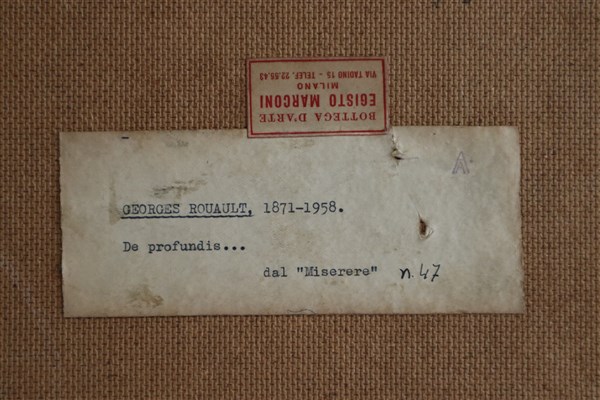 BOTTEGA D'ARTE
EGISTO MARCONI
MILANO
VIA TADINO 15 - TELEF. 22.55.43
A
GEORGES ROUAULT, 1871-1958.
De profundis...
dal "Miserere" n. 47